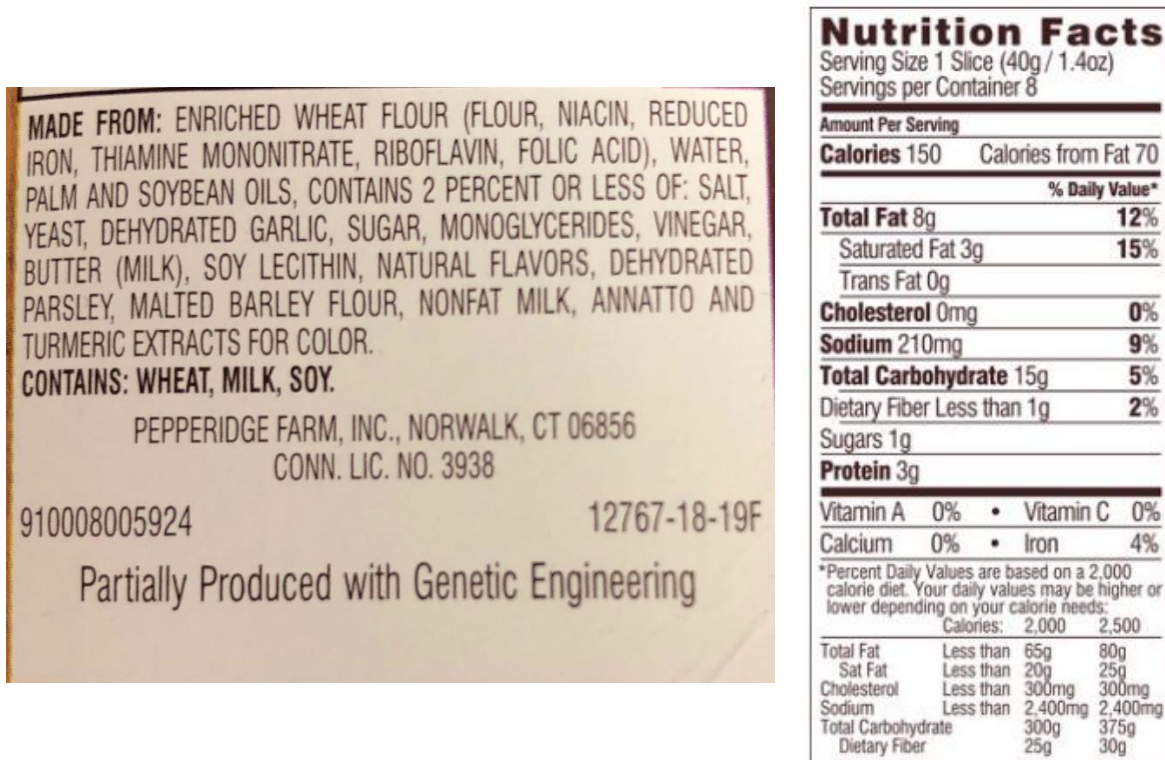 MADE FROM: ENRICHED WHEAT FLOUR (FLOUR, NIACIN, REDUCED
IRON, THIAMINE MONONITRATE, RIBOFLAVIN, FOLIC ACID), WATER,
PALM AND SOYBEAN OILS, CONTAINS 2 PERCENT OR LESS OF: SALT,
YEAST, DEHYDRATED GARLIC, SUGAR, MONOGLYCERIDES, VINEGAR,
BUTTER (MILK), SOY LECITHIN, NATURAL FLAVORS, DEHYDRATED
PARSLEY, MALTED BARLEY FLOUR, NONFAT MILK, ANNATTO AND
TURMERIC EXTRACTS FOR COLOR.
CONTAINS: WHEAT, MILK, SOY.
PEPPERIDGE FARM, INC., NORWALK, CT 06856
CONN. LIC. NO. 3938
910008005924 12767-18-19F
Partially Produced with Genetic Engineering
Nutrition Facts
Serving Size 1 Slice (40g / 1.4oz)
Servings per Container 8
Amount Per Serving
Calories 150 Calories from Fat 70
% Daily Value*
Total Fat 8g 12%
Saturated Fat 3g 15%
Trans Fat 0g
Cholesterol 0mg 0%
Sodium 210mg 9%
Total Carbohydrate 15g 5%
Dietary Fiber Less than 1g 2%
Sugars 1g
Protein 3g
Vitamin A 0% • Vitamin C 0%
Calcium 0% • Iron 4%
*Percent Daily Values are based on a 2,000
calorie diet. Your daily values may be higher or
lower depending on your calorie needs:
Calories: 2,000 2,500
Total Fat Less than 65g 80g
Sat Fat Less than 20g 25g
Cholesterol Less than 300mg 300mg
Sodium Less than 2,400mg 2,400mg
Total Carbohydrate 300g 375g
Dietary Fiber 25g 30g